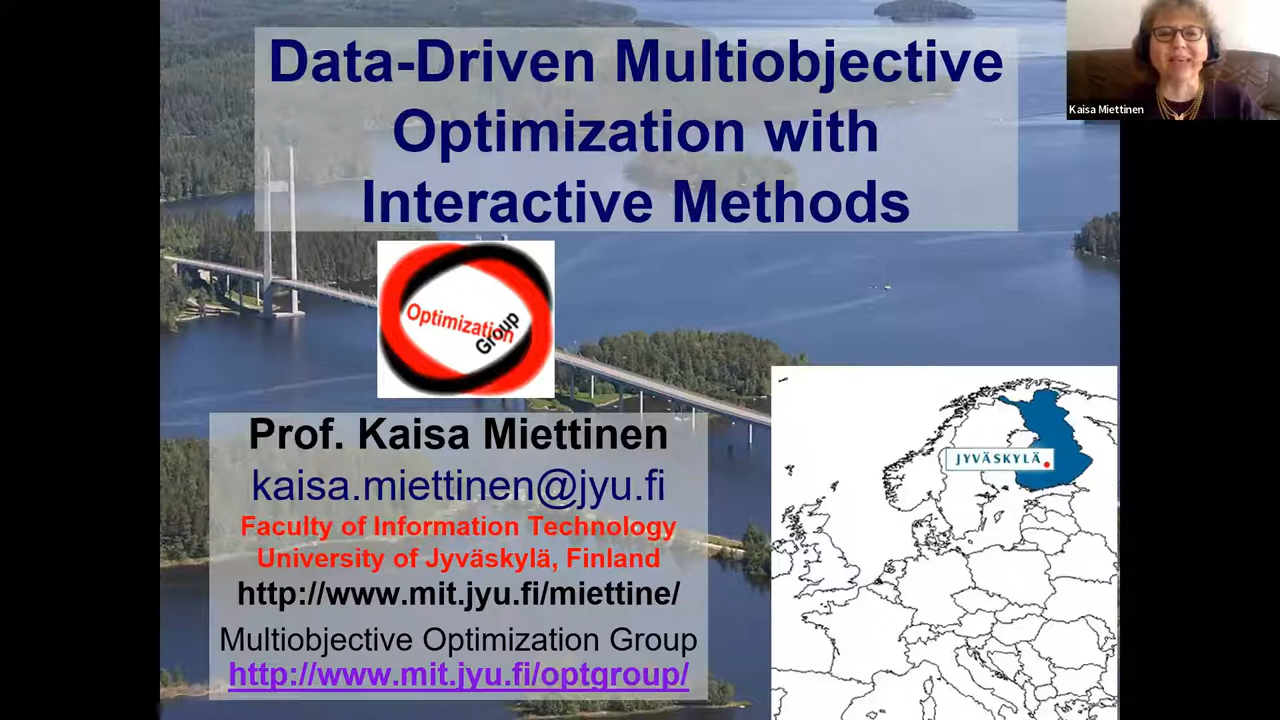 Data-Driven Multiobjective
Optimization with
Interactive Methods
Kaisa Miettinen
Optimization
Group
Prof. Kaisa Miettinen
kaisa.miettinen@jyu.fi
Faculty of Information Technology
University of Jyväskylä, Finland
http://www.mit.jyu.fi/miettine/
Multiobjective Optimization Group
http://www.mit.jyu.fi/optgroup/
JYVÄSKYLÄ